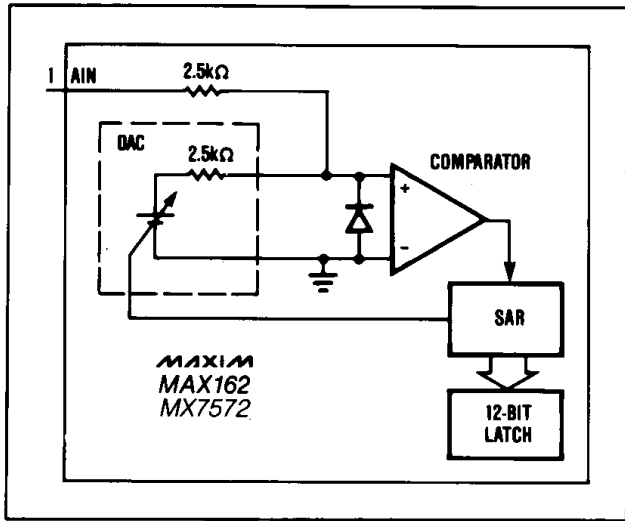 1 AIN
2.5kΩ
DAC
2.5kΩ
COMPARATOR
+
-
SAR
MAXIM
MAX162
MX7572
12-BIT
LATCH